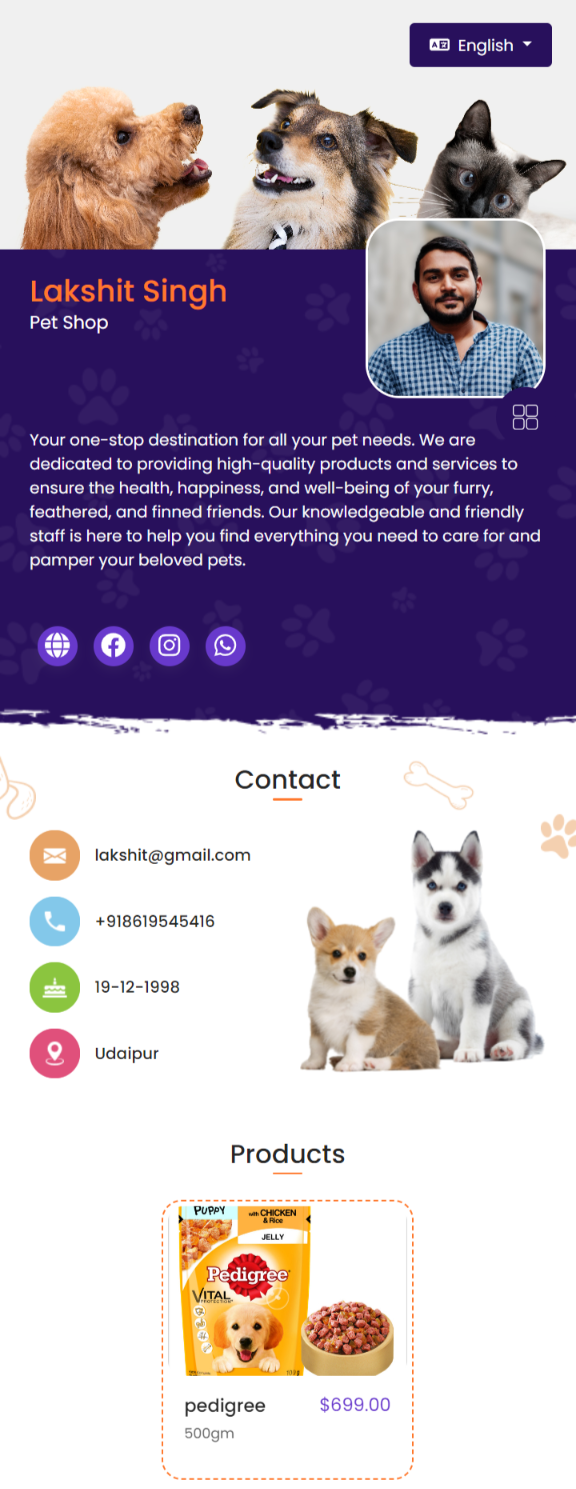 English
Lakshit Singh
Pet Shop
Your one-stop destination for all your pet needs. We are
dedicated to providing high-quality products and services to
ensure the health, happiness, and well-being of your furry,
feathered, and finned friends. Our knowledgeable and friendly
staff is here to help you find everything you need to care for and
pamper your beloved pets.
Contact
lakshit@gmail.com
+918619545416
19-12-1998
Udaipur
Products
PUPPY
with CHICKEN
& Rice
JELLY
Pedigree
VITAL
PROTECTION
pedigree
$699.00
500gm